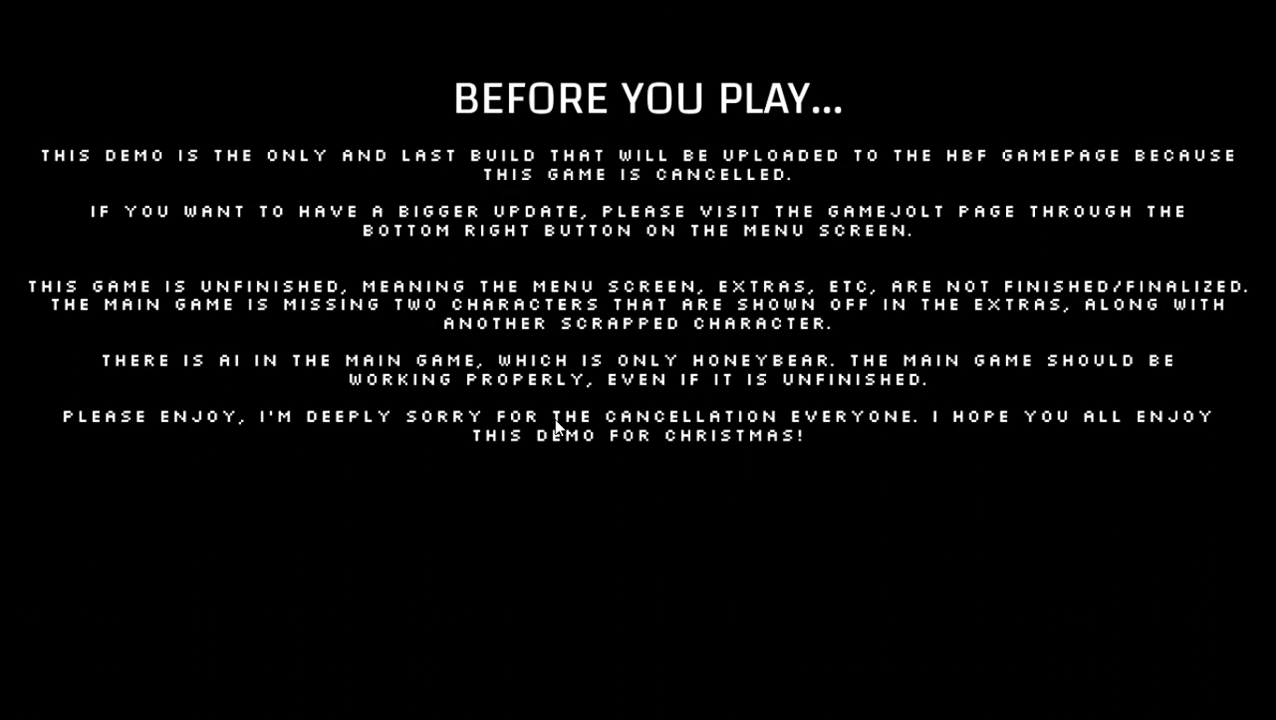 BEFORE YOU PLAY...
THIS DEMO IS THE ONLY AND LAST BUILD THAT WILL BE UPLOADED TO THE HBF GAMEPAGE BECAUSE
THIS GAME IS CANCELLED.
IF YOU WANT TO HAVE A BIGGER UPDATE, PLEASE VISIT THE GAMEJOLT PAGE THROUGH THE
BOTTOM RIGHT BUTTON ON THE MENU SCREEN.
THIS GAME IS UNFINISHED, MEANING THE MENU SCREEN, EXTRAS, ETC, ARE NOT FINISHED/FINALIZED.
THE MAIN GAME IS MISSING TWO CHARACTERS THAT ARE SHOWN OFF IN THE EXTRAS, ALONG WITH
ANOTHER SCRAPPED CHARACTER.
THERE IS AI IN THE MAIN GAME, WHICH IS ONLY HONEYBEAR. THE MAIN GAME SHOULD BE
WORKING PROPERLY, EVEN IF IT IS UNFINISHED.
PLEASE ENJOY, I'M DEEPLY SORRY FOR THE CANCELLATION EVERYONE. I HOPE YOU ALL ENJOY
THIS DEMO FOR CHRISTMAS!